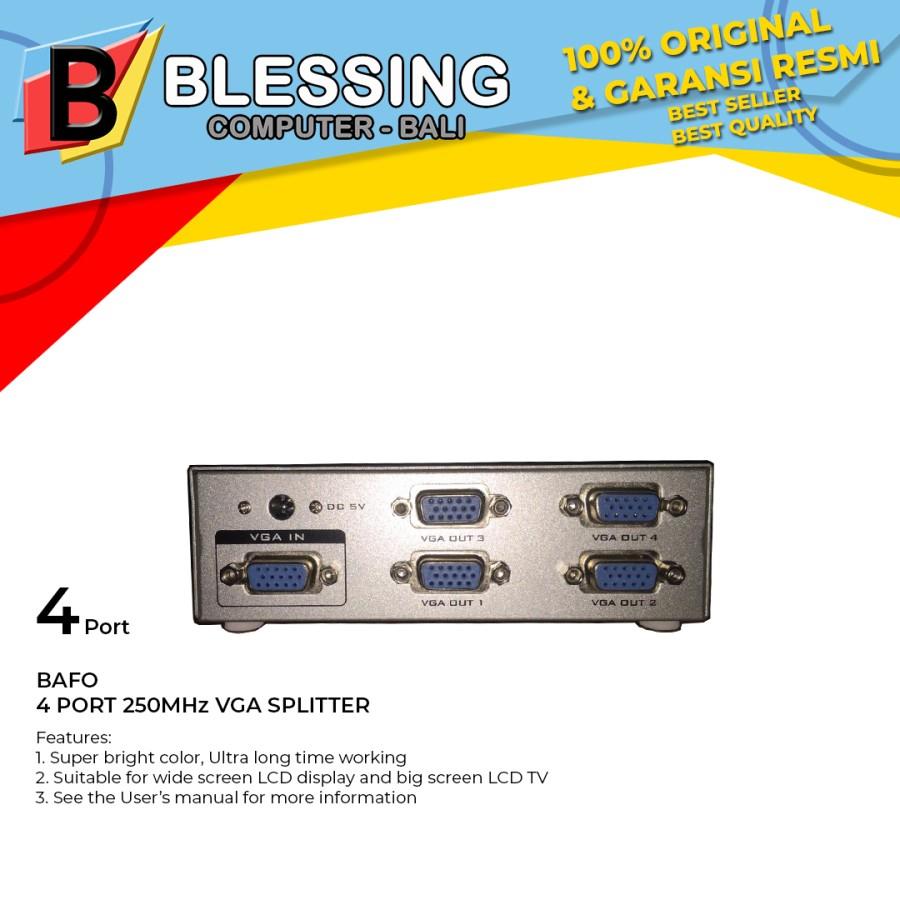 B BLESSING
COMPUTER - BALI
100% ORIGINAL
& GARANSI RESMI
BEST SELLER
BEST QUALITY
DC 5V
VGA IN
VGA OUT 3
VGA OUT 4
VGA OUT 1
VGA OUT 2
4 Port
BAFO
4 PORT 250MHz VGA SPLITTER
Features:
1. Super bright color, Ultra long time working
2. Suitable for wide screen LCD display and big screen LCD TV
3. See the User’s manual for more information